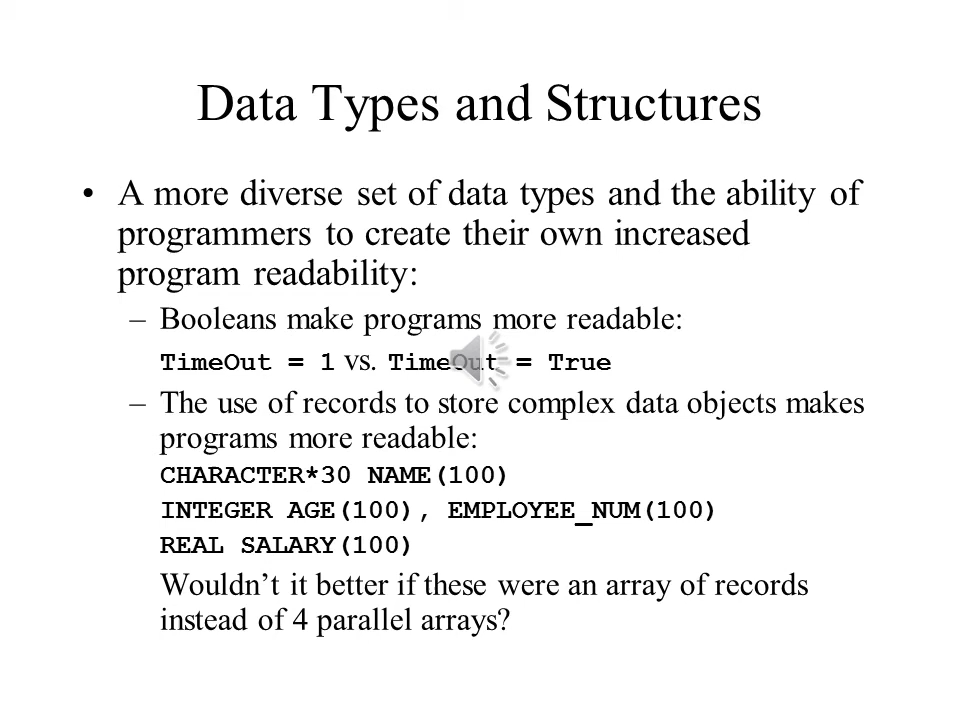 Data Types and Structures
• A more diverse set of data types and the ability of
programmers to create their own increased
program readability:
– Booleans make programs more readable:
TimeOut = 1 vs. TimeOut = True
– The use of records to store complex data objects makes
programs more readable:
CHARACTER*30 NAME(100)
INTEGER AGE(100), EMPLOYEE_NUM(100)
REAL SALARY(100)
Wouldn’t it better if these were an array of records
instead of 4 parallel arrays?